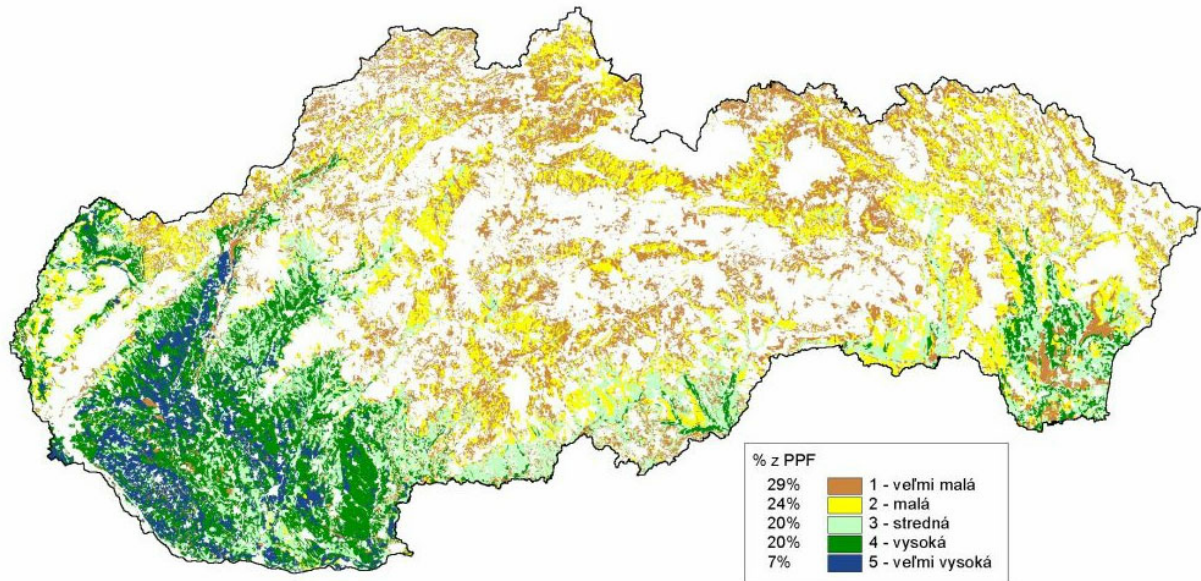 % z PPF
29% 1 - veľmi malá
24% 2 - malá
20% 3 - stredná
20% 4 - vysoká
7% 5 - veľmi vysoká